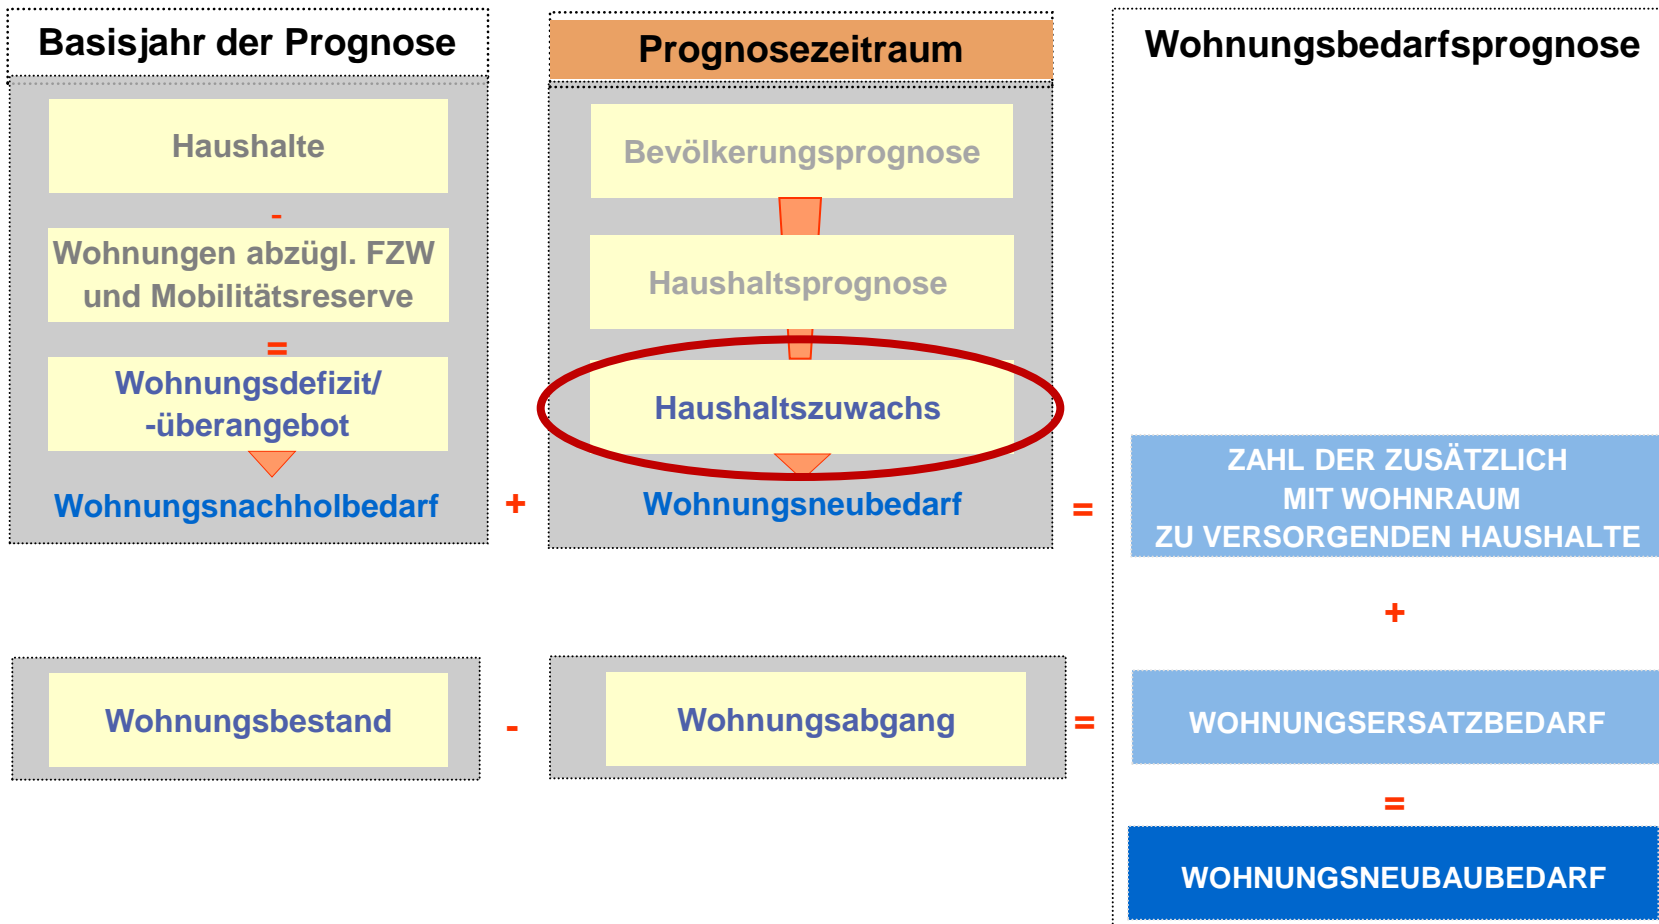 Basisjahr der Prognose
Haushalte
-
Wohnungen abzügl. FZW
und Mobilitätsreserve
=
Wohnungsdefizit/
-überangebot
Wohnungsnachholbedarf
+
Prognosezeitraum
Bevölkerungsprognose
Haushaltsprognose
Haushaltszuwachs
Wohnungsneubedarf
=
Wohnungsbedarfsprognose
ZAHL DER ZUSÄTZLICH
MIT WOHNRAUM
ZU VERSORGENDEN HAUSHALTE
+
Wohnungsbestand
-
Wohnungsabgang
=
WOHNUNGSERSATZBEDARF
=
WOHNUNGSNEUBAUBEDARF